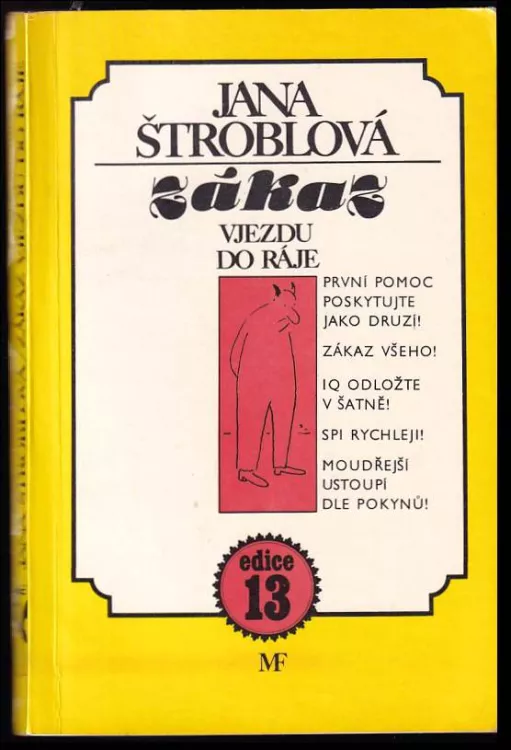 JANA
ŠTROBLOVÁ
zákaz
VJEZDU
DO RÁJE
PRVNÍ POMOC
POSKYTUJTE
JAKO DRUZÍ!
ZÁKAZ VŠEHO!
IQ ODLOŽTE
V ŠATNĚ!
SPI RYCHLEJI!
MOUDŘEJŠÍ
USTOUPÍ
DLE POKYNŮ!
edice
13
MF